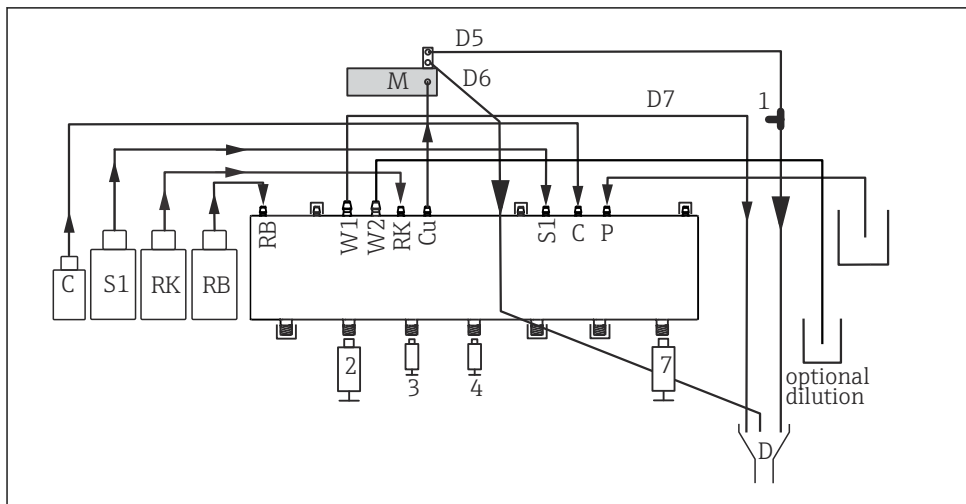 D5
M
D6
D7
1
RB
W1
W2
RK
Cu
S1
C
P
C
S1
RK
RB
2
3
4
7
optional
dilution
D